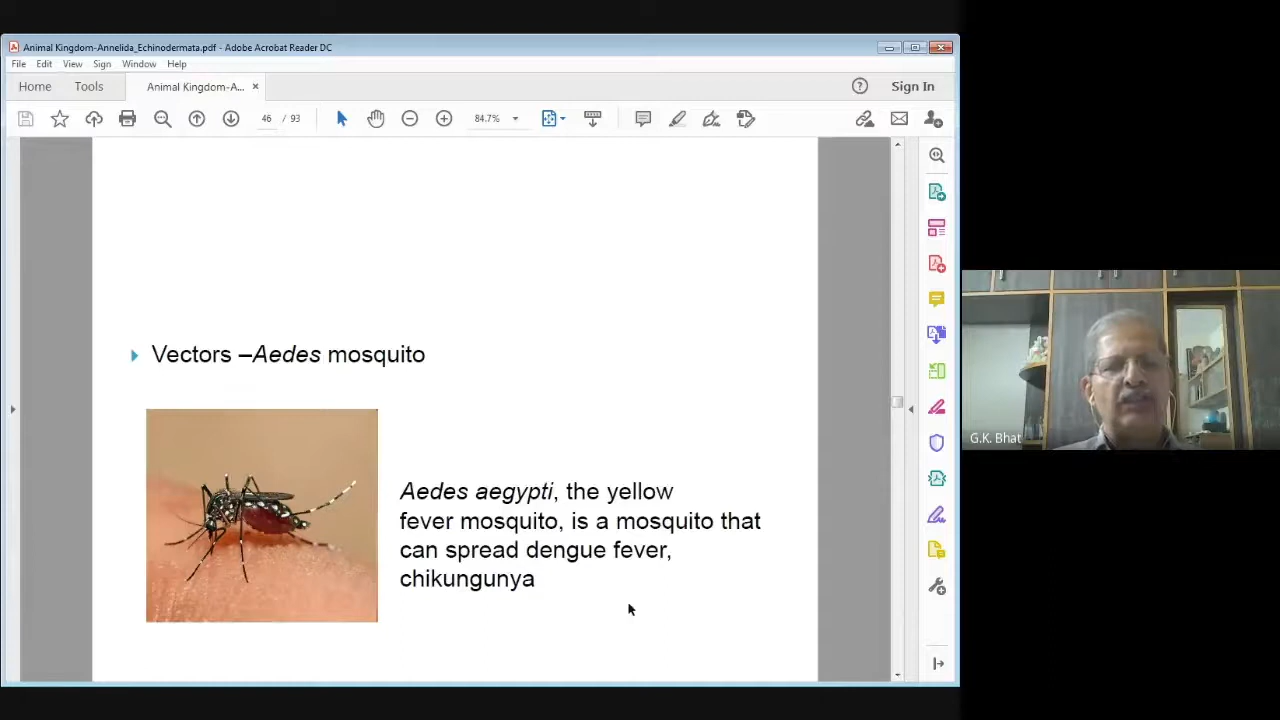 Animal Kingdom-Annelida_Echinodermata.pdf - Adobe Acrobat Reader DC
File Edit View Sign Window Help
Home Tools Animal Kingdom-A... × Sign In
46 / 93 84.7%
Vectors –Aedes mosquito
Aedes aegypti, the yellow
fever mosquito, is a mosquito that
can spread dengue fever,
chikungunya
G.K. Bhat